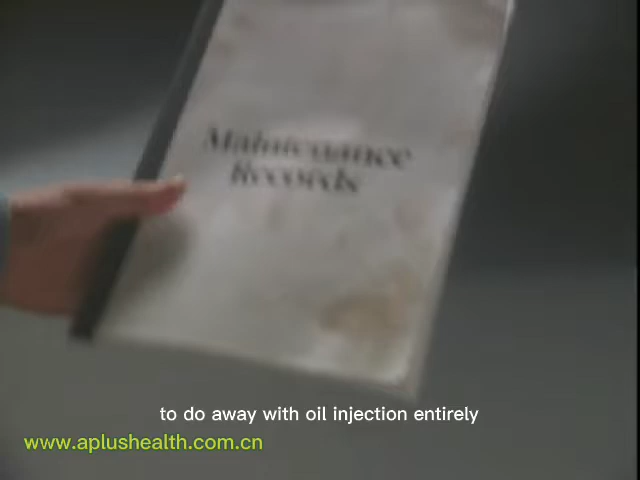 Maintenance
Records
to do away with oil injection entirely
www.aplushealth.com.cn